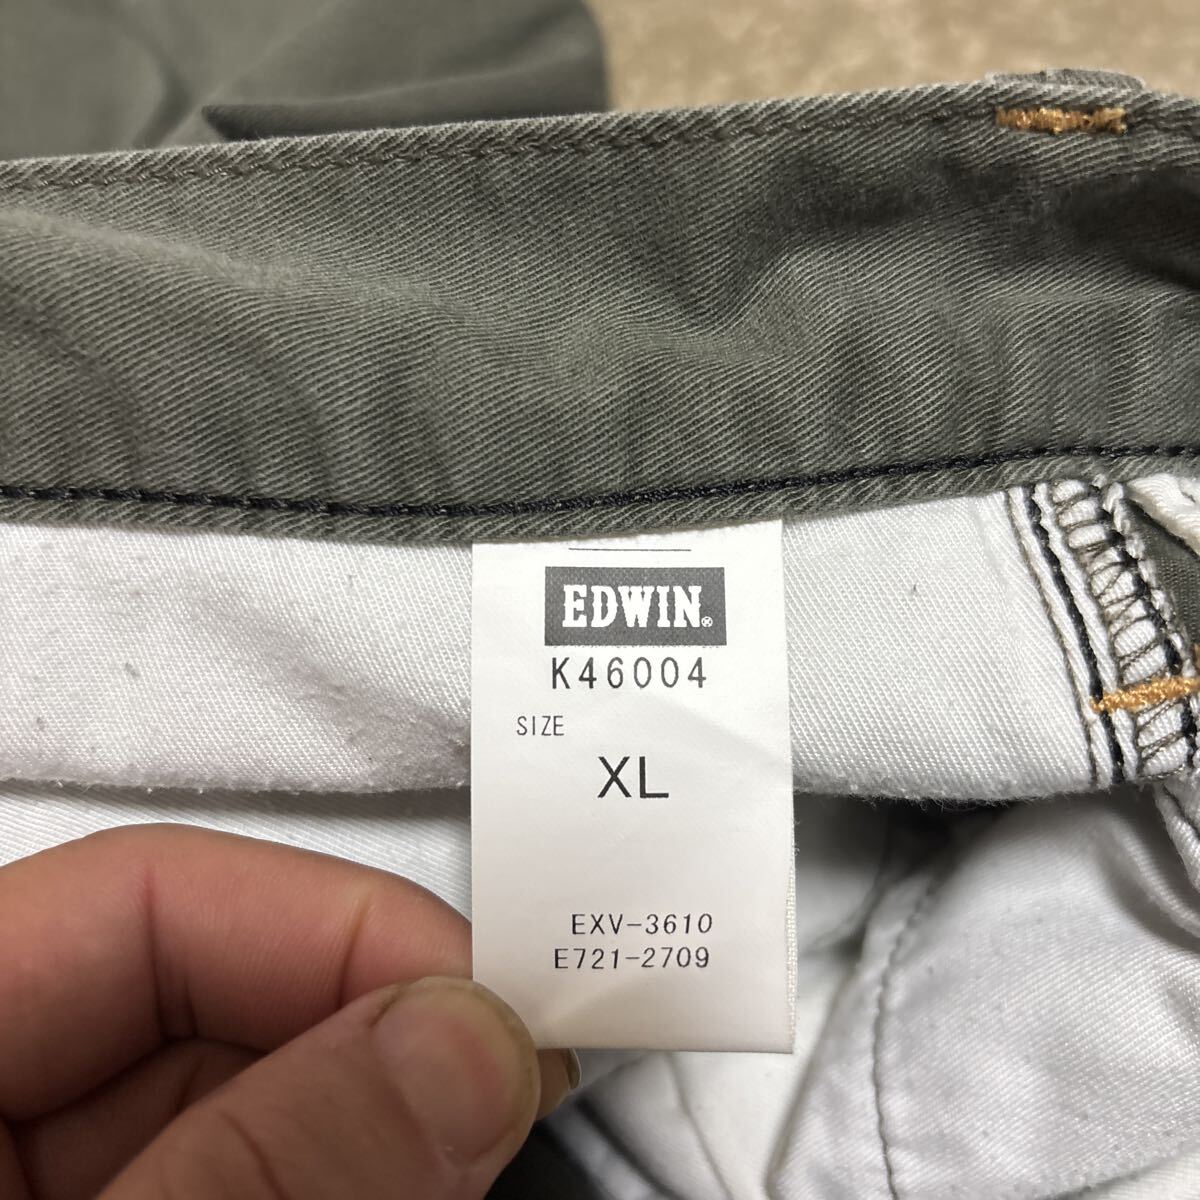 EDWIN®
K46004
SIZE
XL
EXV-3610
E721-2709